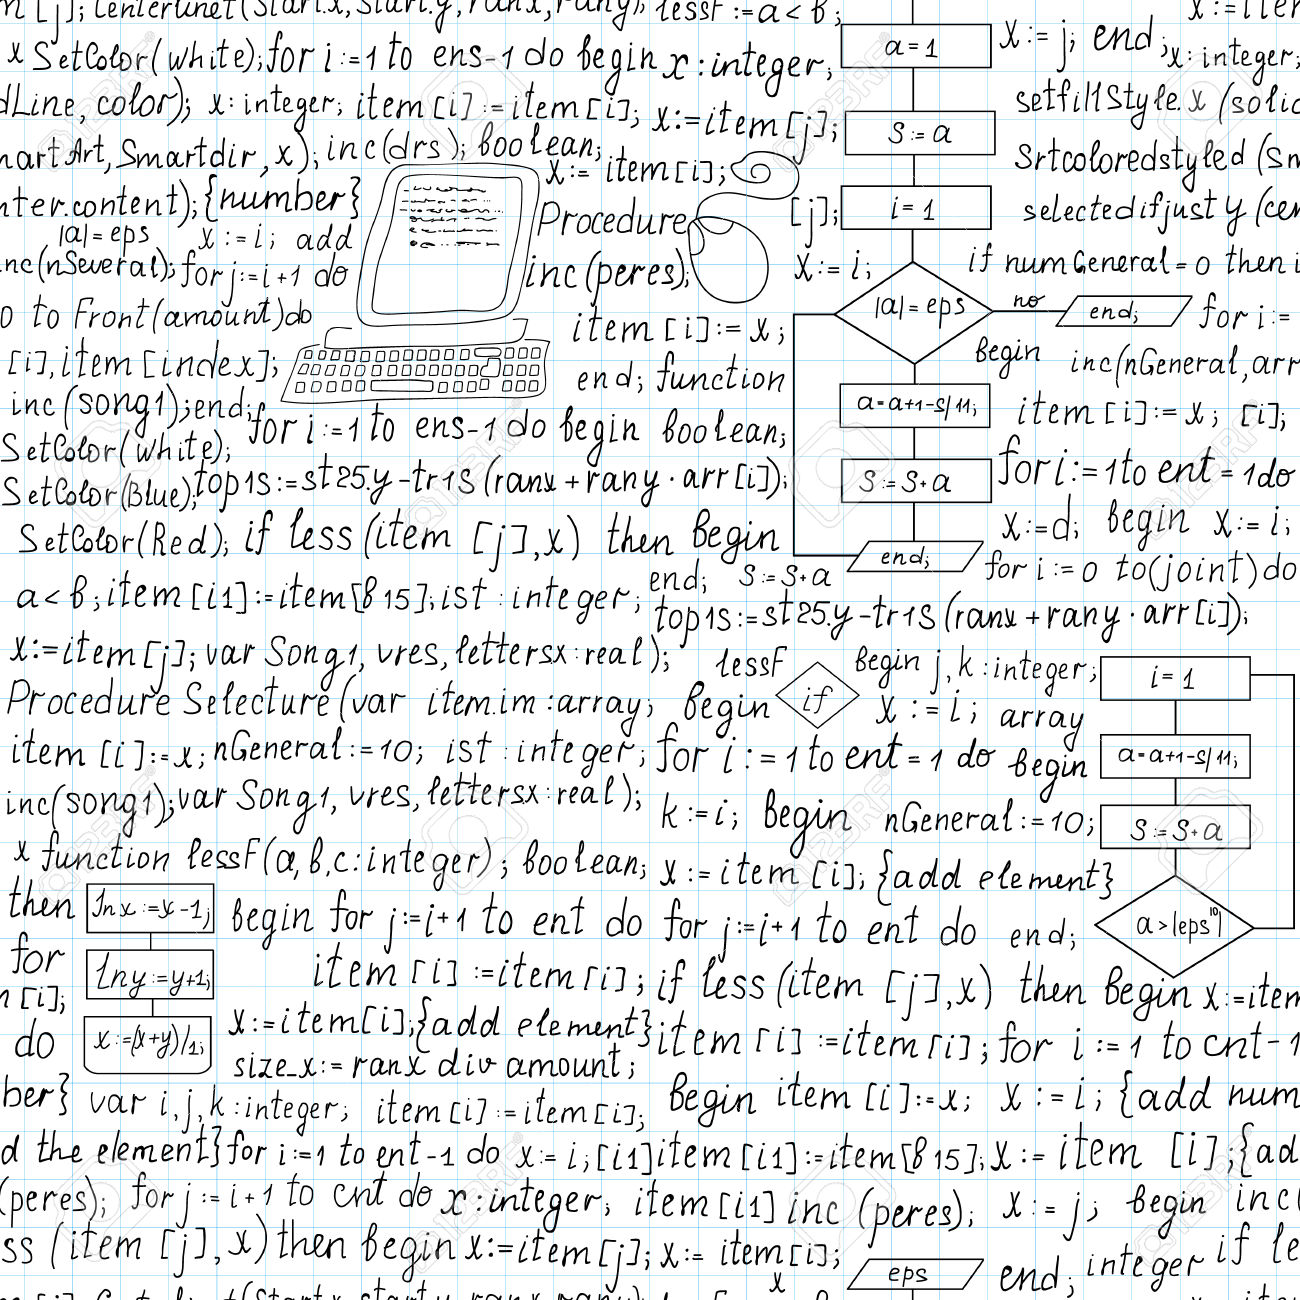 [j]; (start.x, start.y, ranx, rany); lessF := a < b;
x SetColor(white); for i := 1 to ens-1 do begin x : integer; a = 1 x := j; end; x: integer;
dLine, color); x: integer; item[i] := item[i]; x:=item[j]; setfillStyle.x (solid
martArt, Smartdir, x); inc(drs); boolean; S := a Srtcoloredstyled (Sm
nter.content); {number} x := item[i]; Procedure [j]; i = 1 selectedifjust y (cen
|a| = eps x := i; add
inc(nSeveral); for j:=i+1 do inc(peres); x := i; if numGeneral = 0 then i
0 to Front(amount)do item [i]:= x; |a| = eps no end; for i :=
[i], item [index]; end; function begin inc(nGeneral, arr
inc(song1); end; a=a+1-s/11; item [i]:= x; [i];
SetColor(white); for i :=1 to ens-1 do begin boolean;
SetColor(Blue); top1s:=st25.y-tr1s(ranx + rany · arr[i]); S := S+a for i := 1 to ent = 1 do
SetColor(Red); if less (item [j], x) then Begin end; x:=d; begin x := i;
a < b; item [i1]:=item[B15]; ist : integer; end; S := S+a for i := 0 to (joint) do
top1s:=st25.y-tr1s(ranx + rany · arr[i]);
x:=item[j]; var Song1, vres, lettersx:real); lessF if begin j, k : integer; i = 1
Procedure Selecture (var item.im : array; begin x := i; array
item [i]:=x; nGeneral:=10; ist : integer; for i := 1 to ent = 1 do begin a=a+1-s/11;
inc(song1); var Song1, vres, lettersx:real); k:=i; begin nGeneral:=10; S := S+a
x function lessF(a,b,c:integer); boolean; x := item [i]; {add element}
then Inx :=x-1; begin for j:=i+1 to ent do for j:=i+1 to ent do end; a > |eps¹⁰|
for Iny :=y+1; item [i] :=item[i]; if less (item [j], x) then Begin x :=item
[i];
do x :=(x+y)/1; x:=item[i]; {add element} item [i] :=item[i]; for i := 1 to cnt-1
size_x:= ranx div amount;
ber} var i, j, k : integer; item[i] := item[i]; Begin item [i]:=x; x := i; {add num
d the element} for i:=1 to ent-1 do x := i; [i1] item [i1]:=item[B15]; x:= item [i]; {ad
(peres); for j := i+1 to cnt do x : integer; item [i1] inc (peres); x := j; begin inc(
ss (item [j], x) then begin x:=item[j]; x:= item[i]; eps end; integer if le
x